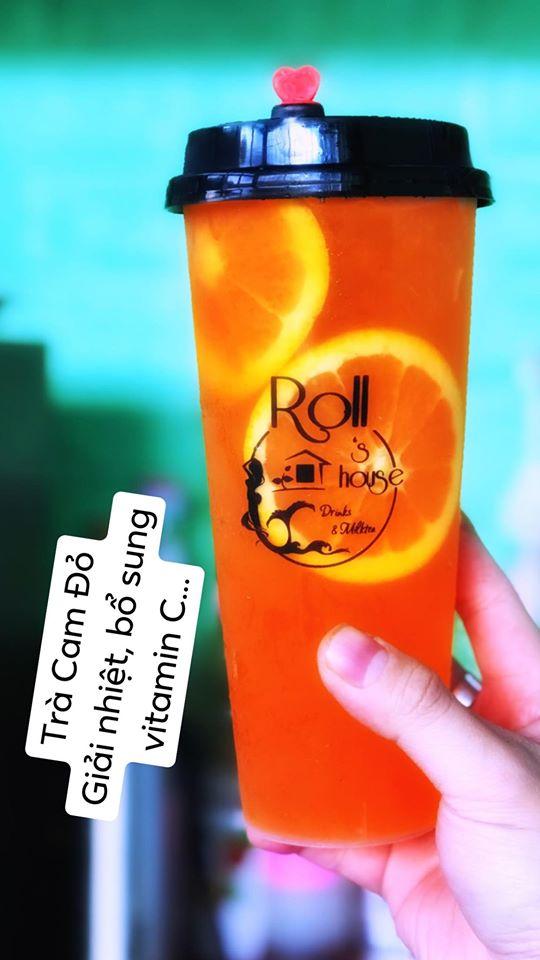 Roll
's
house
Drinks
& Milktea
Trà Cam Đỏ
Giải nhiệt, bổ sung
vitamin C...